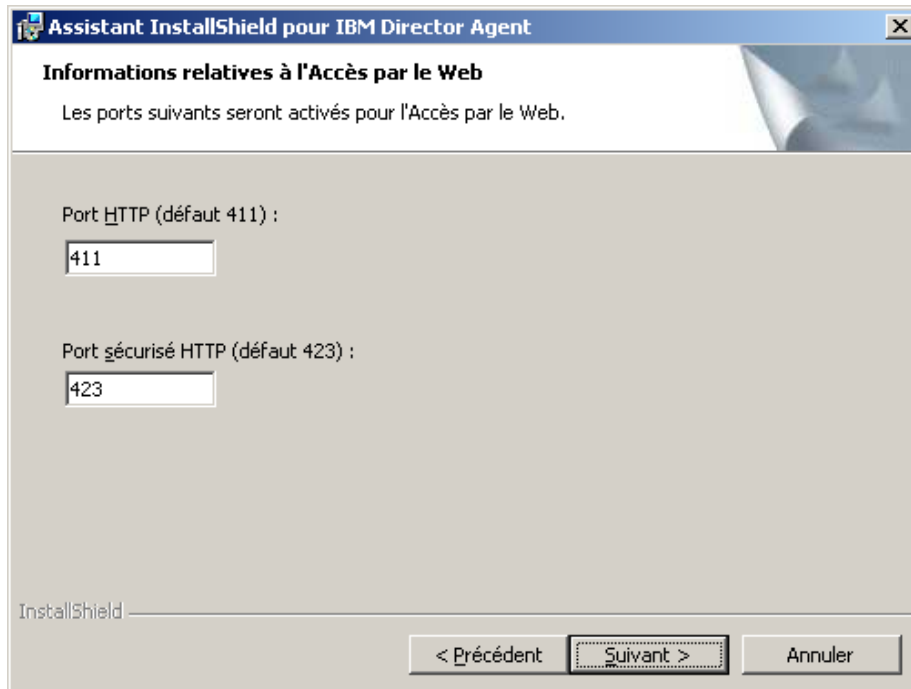 Assistant InstallShield pour IBM Director Agent
Informations relatives à l'Accès par le Web
Les ports suivants seront activés pour l'Accès par le Web.
Port HTTP (défaut 411) :
411
Port sécurisé HTTP (défaut 423) :
423
InstallShield
< Précédent Suivant > Annuler